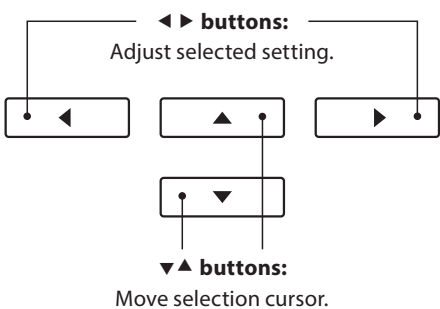 ◀ ▶ buttons:
Adjust selected setting.
▼▲ buttons:
Move selection cursor.